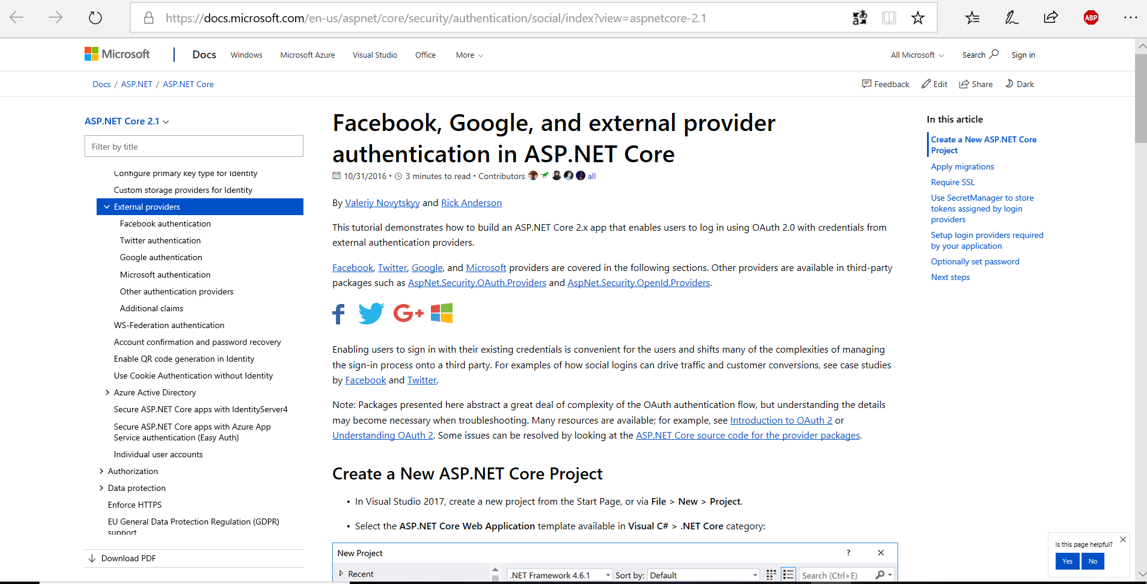 https://docs.microsoft.com/en-us/aspnet/core/security/authentication/social/index?view=aspnetcore-2.1
ABP
Microsoft
Docs
Windows
Microsoft Azure
Visual Studio
Office
More
All Microsoft
Search
Sign in
Docs / ASP.NET / ASP.NET Core
Feedback
Edit
Share
Dark
ASP.NET Core 2.1
Filter by title
Configure primary key type for Identity
Custom storage providers for Identity
External providers
Facebook authentication
Twitter authentication
Google authentication
Microsoft authentication
Other authentication providers
Additional claims
WS-Federation authentication
Account confirmation and password recovery
Enable QR code generation in Identity
Use Cookie Authentication without Identity
Azure Active Directory
Secure ASP.NET Core apps with IdentityServer4
Secure ASP.NET Core apps with Azure App
Service authentication (Easy Auth)
Individual user accounts
Authorization
Data protection
Enforce HTTPS
EU General Data Protection Regulation (GDPR)
support
Download PDF
Facebook, Google, and external provider
authentication in ASP.NET Core
10/31/2016 • 3 minutes to read • Contributors all
By Valeriy Novytskyy and Rick Anderson
This tutorial demonstrates how to build an ASP.NET Core 2.x app that enables users to log in using OAuth 2.0 with credentials from
external authentication providers.
Facebook, Twitter, Google, and Microsoft providers are covered in the following sections. Other providers are available in third-party
packages such as AspNet.Security.OAuth.Providers and AspNet.Security.OpenId.Providers.
f G+
Enabling users to sign in with their existing credentials is convenient for the users and shifts many of the complexities of managing
the sign-in process onto a third party. For examples of how social logins can drive traffic and customer conversions, see case studies
by Facebook and Twitter.
Note: Packages presented here abstract a great deal of complexity of the OAuth authentication flow, but understanding the details
may become necessary when troubleshooting. Many resources are available; for example, see Introduction to OAuth 2 or
Understanding OAuth 2. Some issues can be resolved by looking at the ASP.NET Core source code for the provider packages.
Create a New ASP.NET Core Project
• In Visual Studio 2017, create a new project from the Start Page, or via File > New > Project.
• Select the ASP.NET Core Web Application template available in Visual C# > .NET Core category:
New Project
?
Recent
.NET Framework 4.6.1
Sort by: Default
Search (Ctrl+E)
In this article
Create a New ASP.NET Core
Project
Apply migrations
Require SSL
Use SecretManager to store
tokens assigned by login
providers
Setup login providers required
by your application
Optionally set password
Next steps
Is this page helpful?
Yes
No